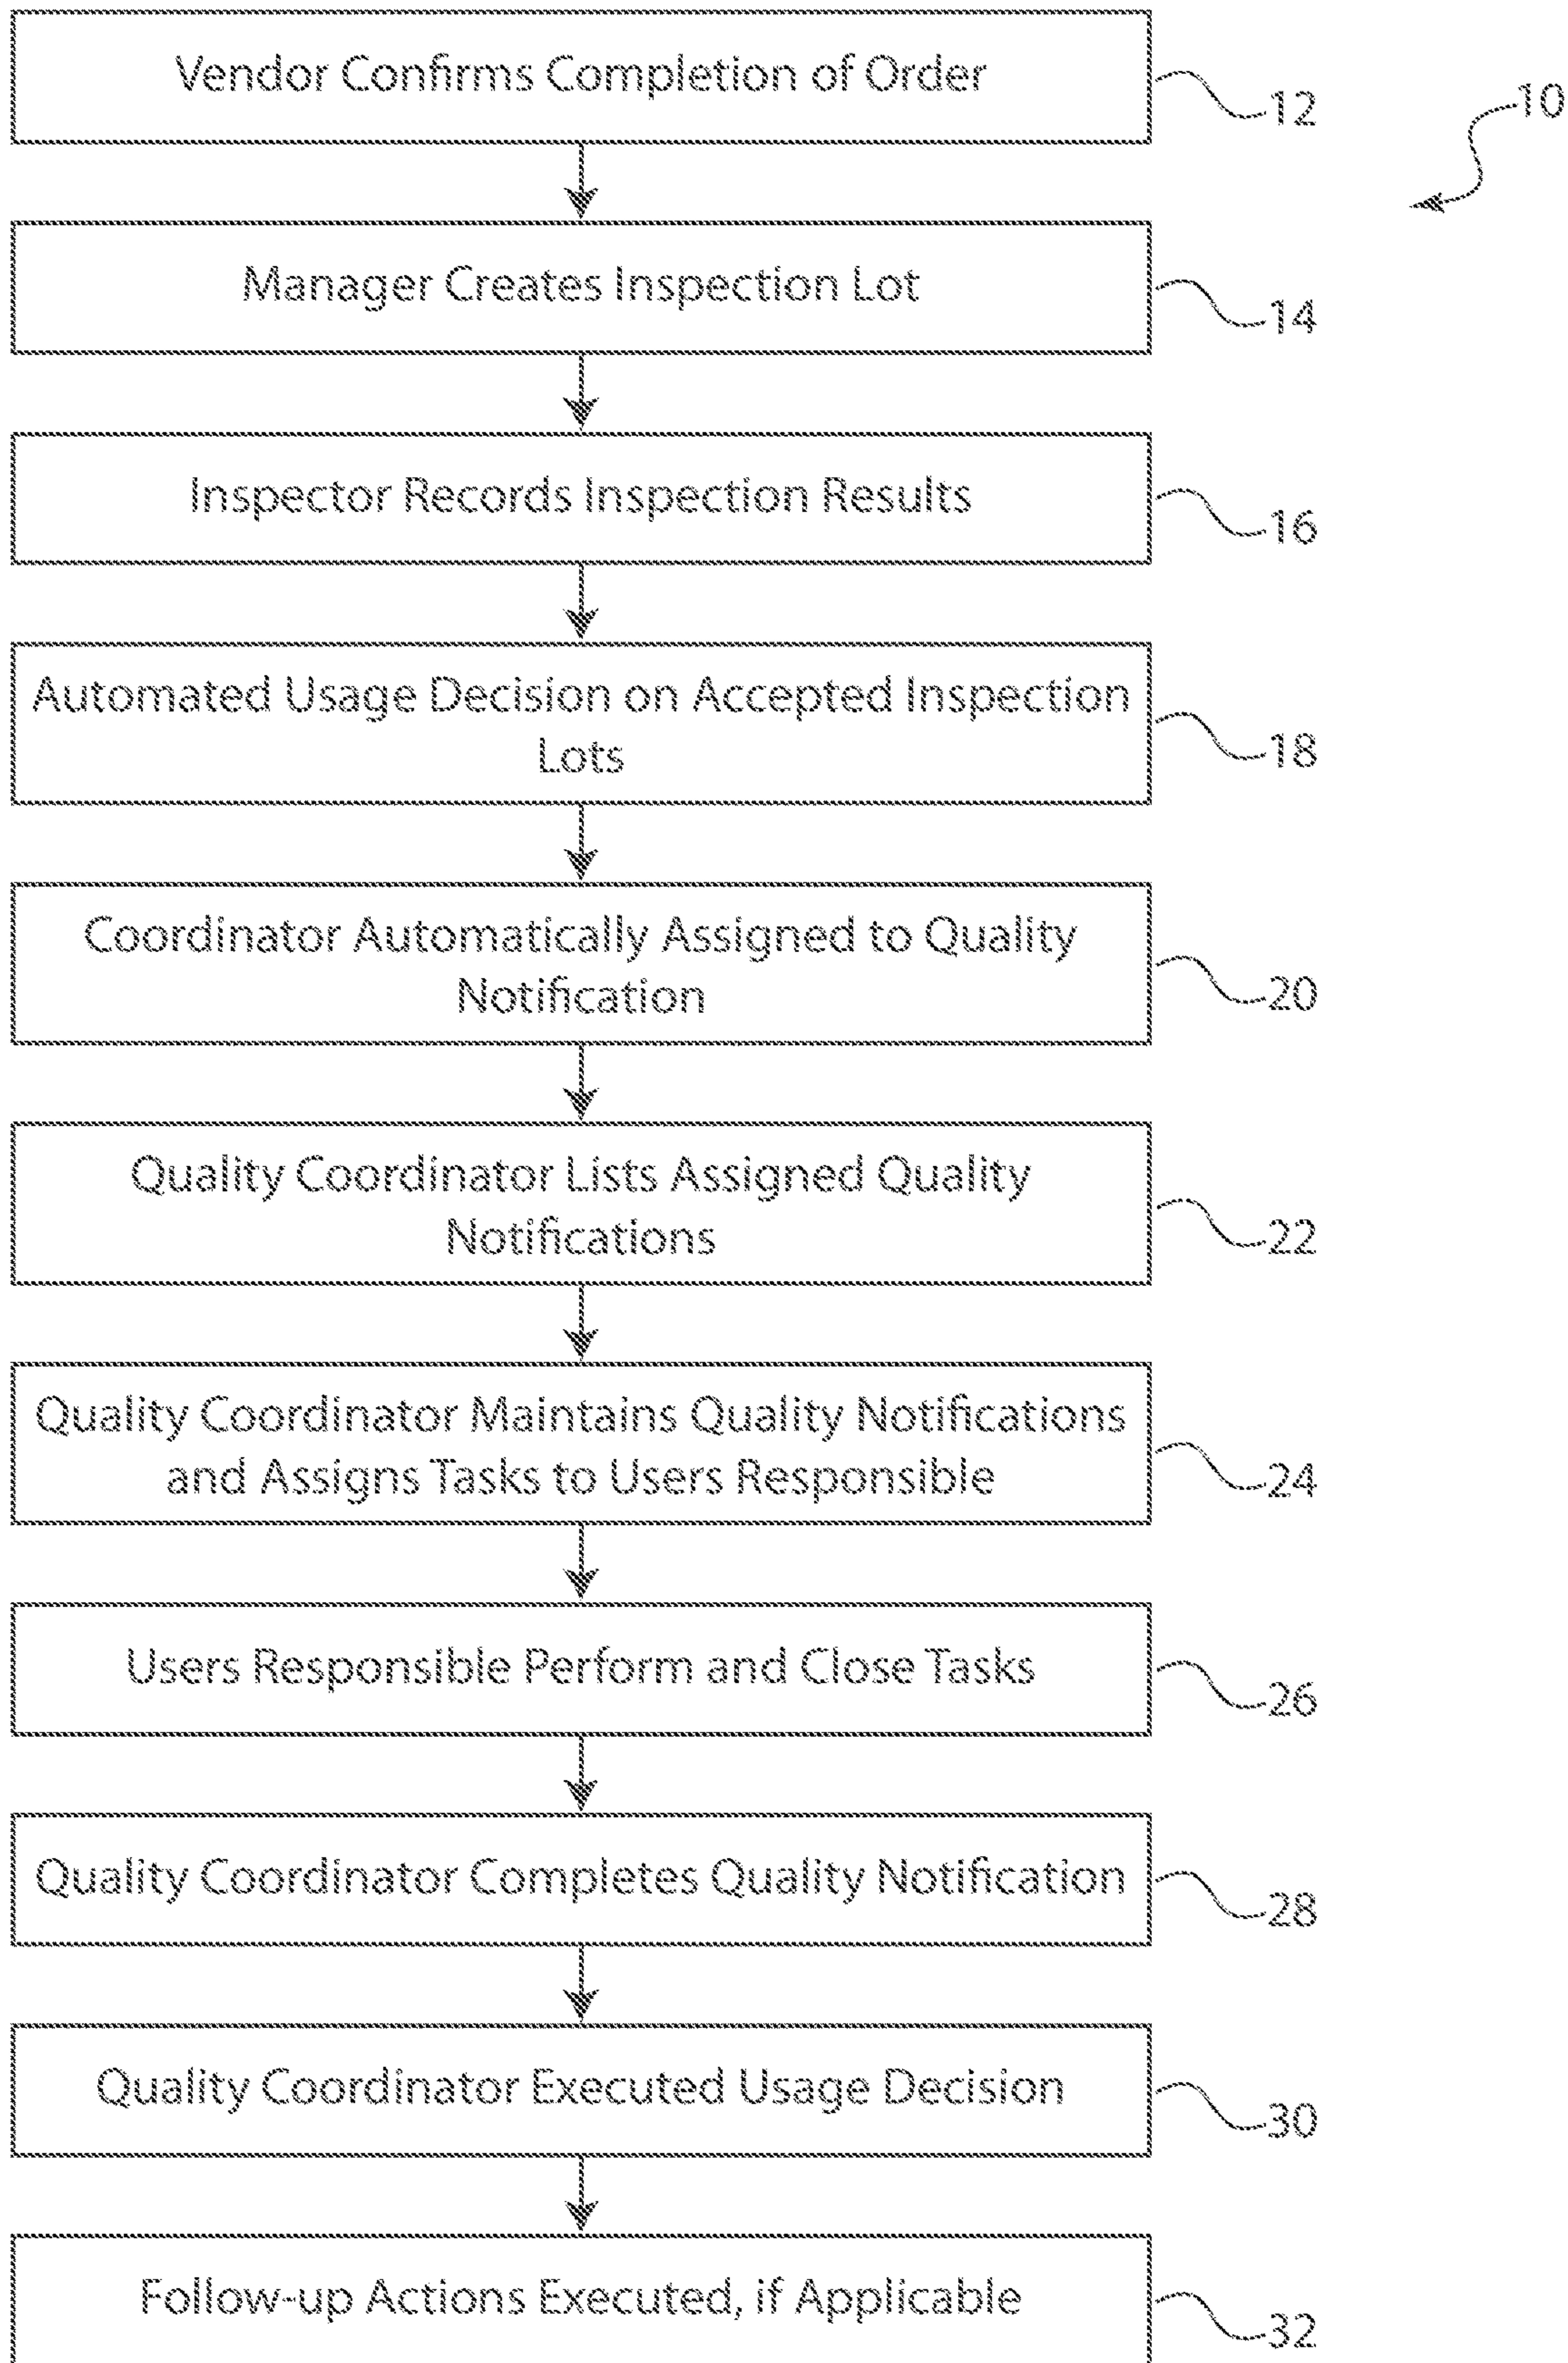 Vendor Confirms Completion of Order
12
10
Manager Creates Inspection Lot
14
Inspector Records Inspection Results
16
Automated Usage Decision on Accepted Inspection
Lots
18
Coordinator Automatically Assigned to Quality
Notification
20
Quality Coordinator Lists Assigned Quality
Notifications
22
Quality Coordinator Maintains Quality Notifications
and Assigns Tasks to Users Responsible
24
Users Responsible Perform and Close Tasks
26
Quality Coordinator Completes Quality Notification
28
Quality Coordinator Executed Usage Decision
30
Follow-up Actions Executed, if Applicable
32